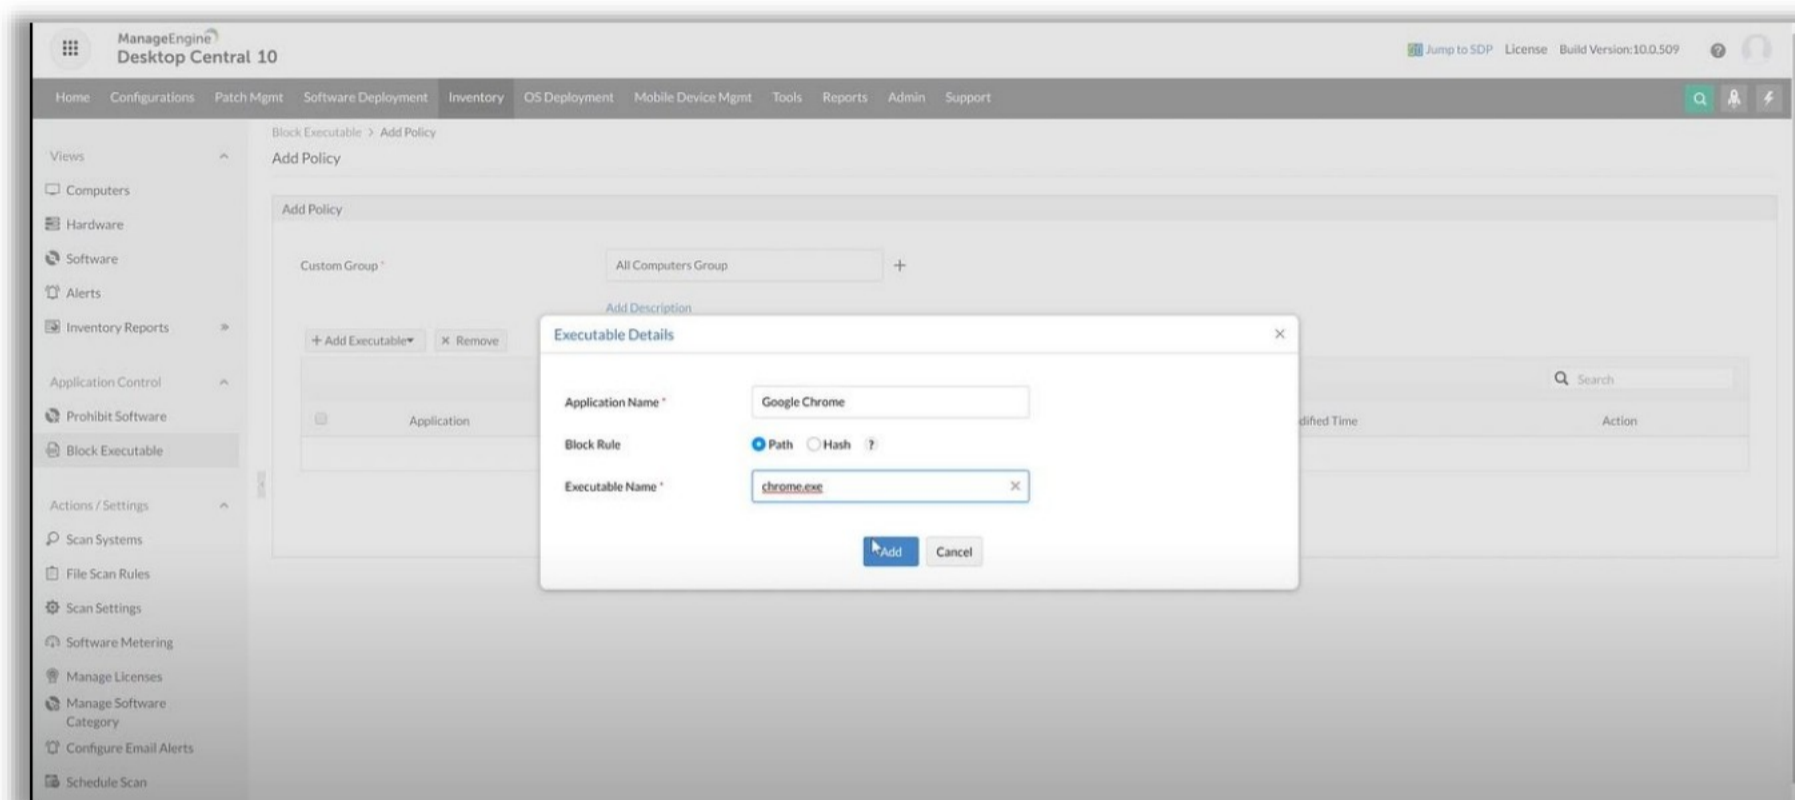 ManageEngine
Desktop Central 10
Jump to SDP License Build Version:10.0.509 ?
Home Configurations Patch Mgmt Software Deployment Inventory OS Deployment Mobile Device Mgmt Tools Reports Admin Support
Views
Computers
Hardware
Software
Alerts
Inventory Reports »
Application Control
Prohibit Software
Block Executable
Actions / Settings
Scan Systems
File Scan Rules
Scan Settings
Software Metering
Manage Licenses
Manage Software
Category
Configure Email Alerts
Schedule Scan
Block Executable > Add Policy
Add Policy
Add Policy
Custom Group * All Computers Group +
Add Description
+ Add Executable × Remove
Search
Application dified Time Action
Executable Details ×
Application Name * Google Chrome
Block Rule Path Hash ?
Executable Name * chrome.exe ×
Add Cancel